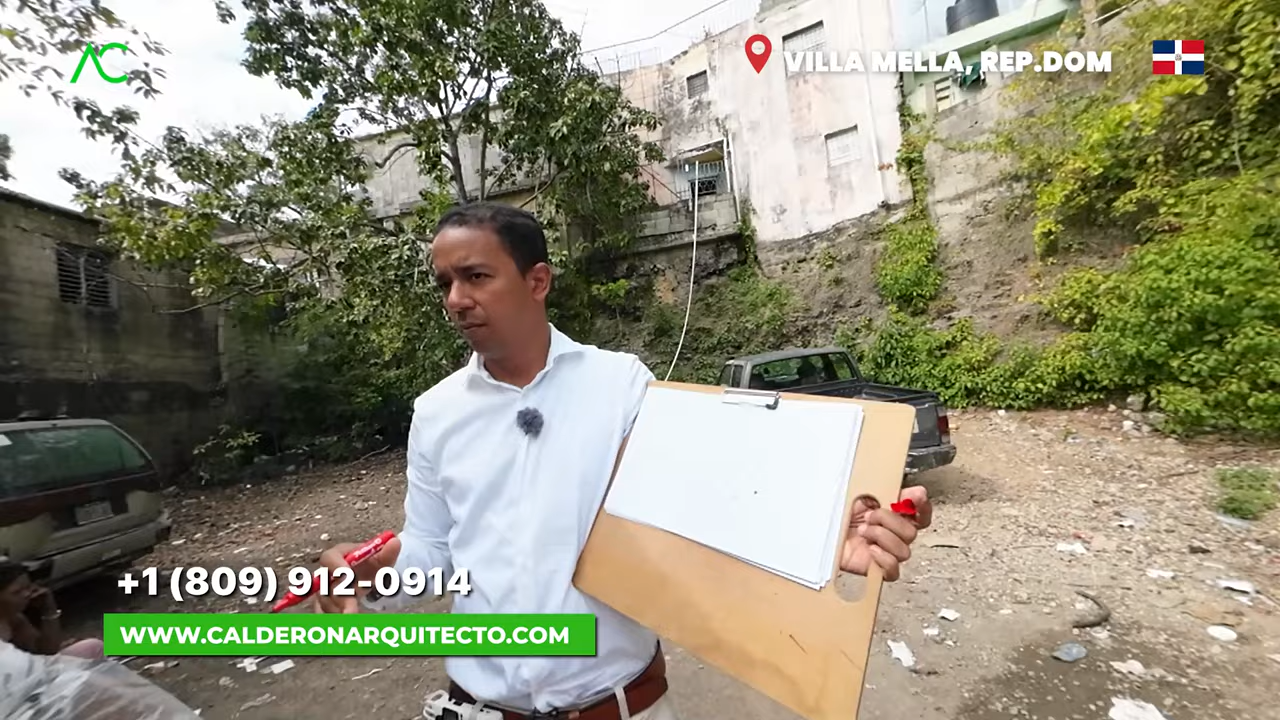 AC
VILLA MELLA, REP.DOM
+1 (809) 912-0914
WWW.CALDERONARQUITECTO.COM